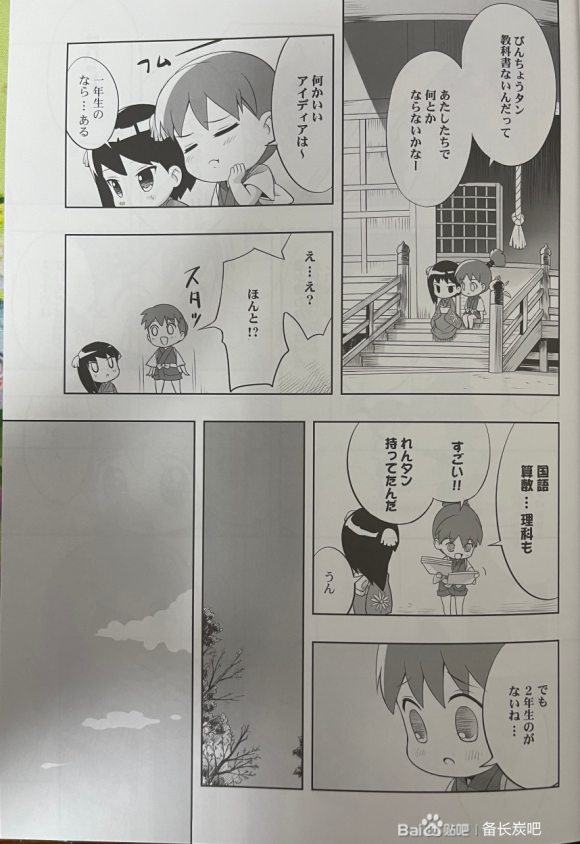 びんちょうタン
教科書ないんだって
あたしたちで
何とか
ならないかなー
何かいい
アイディアは～
フム
一年生の
なら…ある
え…え?
ほんと!?
スタッ
国語
算数…理科も
すごい!!
れんタン
持ってたんだ
うん
でも
2年生のが
ないね…
Bai貼吧|备长炭吧